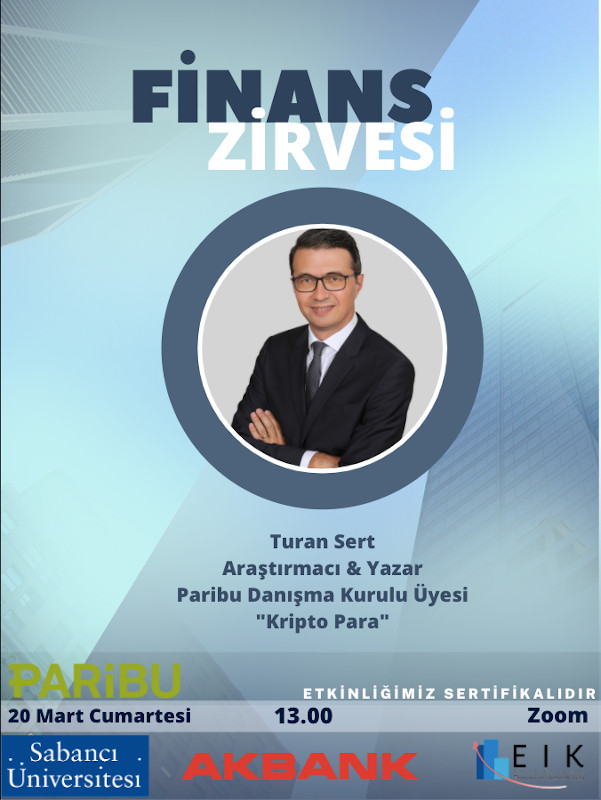 FİNANS
ZİRVESİ
Turan Sert
Araştırmacı & Yazar
Paribu Danışma Kurulu Üyesi
"Kripto Para"
PARiBU
ETKİNLİĞİMİZ SERTİFİKALIDIR
20 Mart Cumartesi 13.00 Zoom
Sabancı
Üniversitesi
AKBANK
EIK